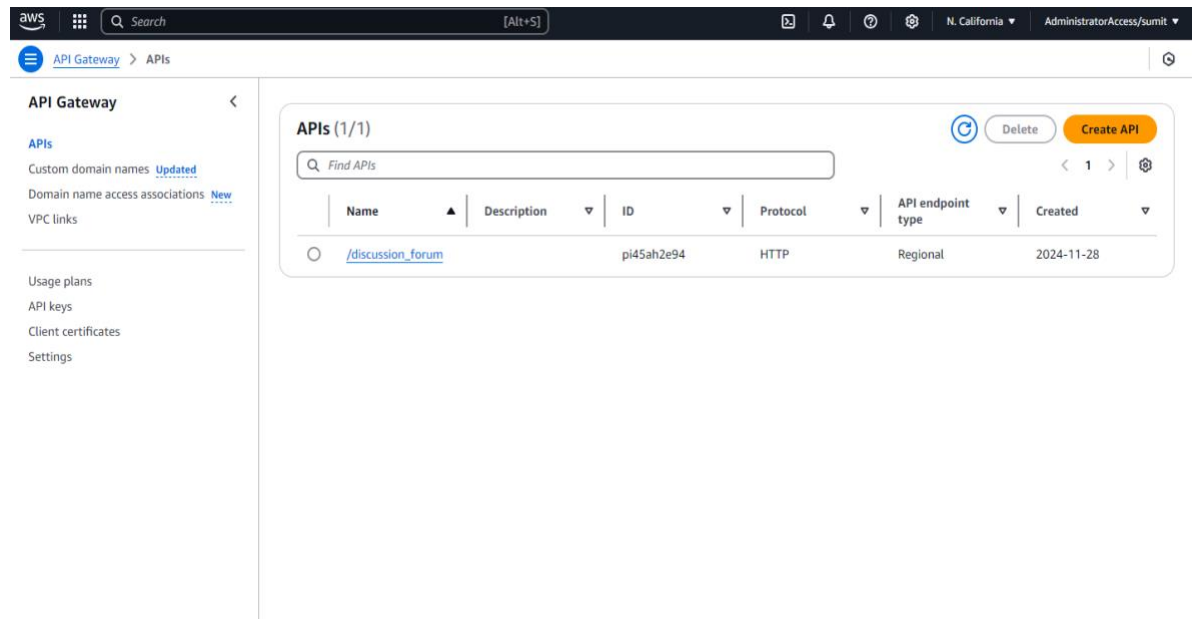 aws Search [Alt+S] N. California ▼ AdministratorAccess/sumit ▼
API Gateway > APIs
API Gateway
APIs
Custom domain names Updated
Domain name access associations New
VPC links
Usage plans
API keys
Client certificates
Settings
APIs (1/1) Delete Create API
Find APIs < 1 >
Name Description ID Protocol API endpoint type Created
/discussion_forum pi45ah2e94 HTTP Regional 2024-11-28